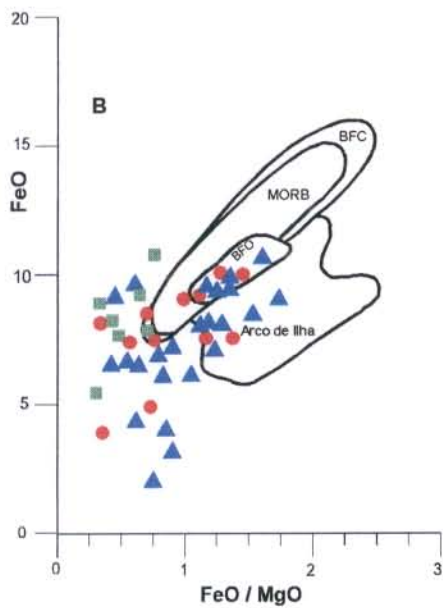 20
B
BFC
15
MORB
FeO
BFO
10
Arco de Ilha
5
0
0 1 2 3
FeO / MgO